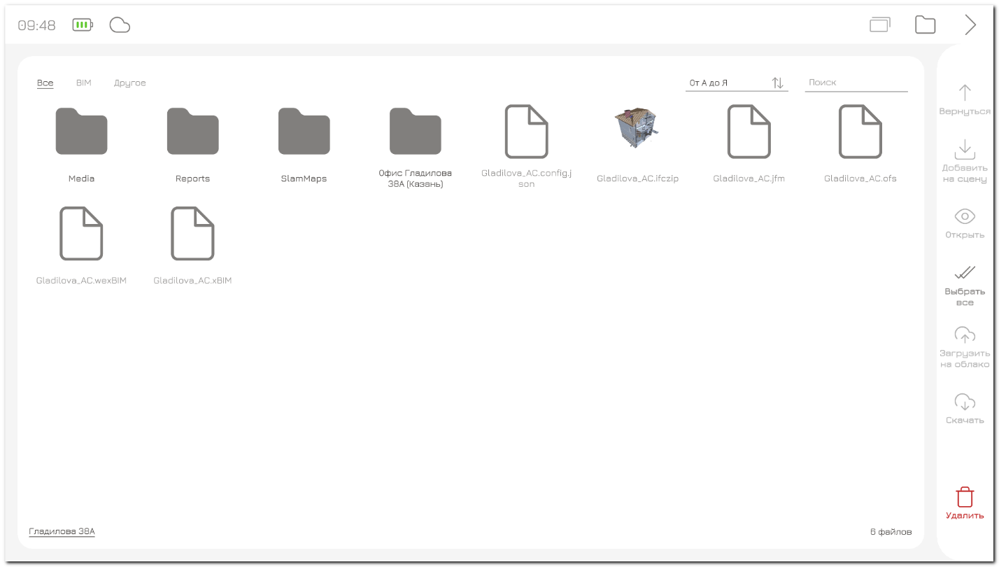 09:48
Все BIM Другое
От А до Я
Поиск
Media
Reports
SlamMaps
Офис Гладилова
38А (Казань)
Gladilova_AC.config.j
son
Gladilova_AC.ifczip
Gladilova_AC.jfm
Gladilova_AC.ofs
Gladilova_AC.wexBIM
Gladilova_AC.xBIM
Гладилова 38А
6 файлов
Вернуться
Добавить
на сцену
Открыть
Выбрать
все
Загрузить
на облако
Скачать
Удалить